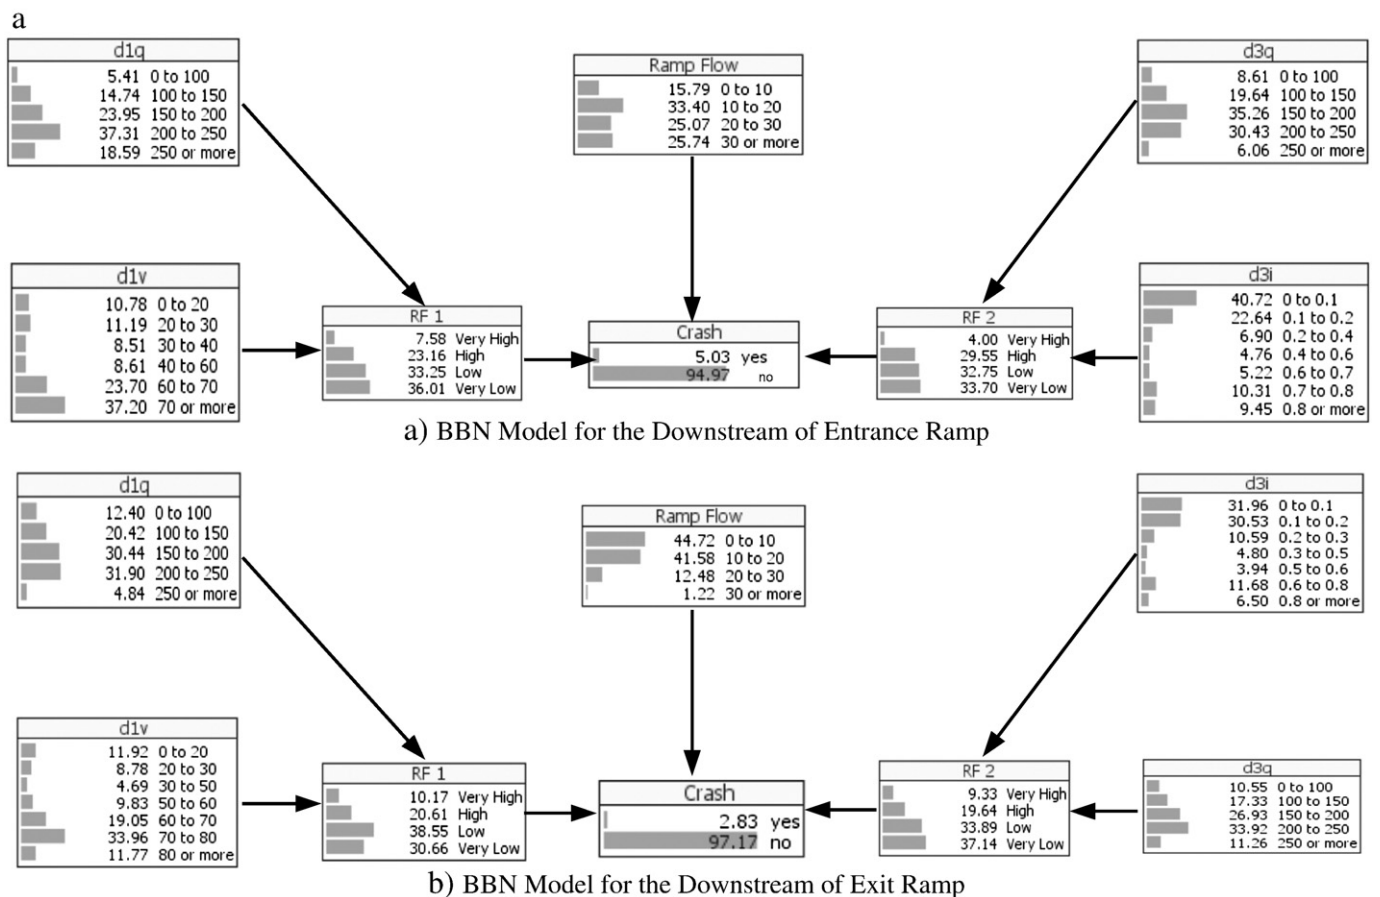 a
d1q
5.41 0 to 100
14.74 100 to 150
23.95 150 to 200
37.31 200 to 250
18.59 250 or more
Ramp Flow
15.79 0 to 10
33.40 10 to 20
25.07 20 to 30
25.74 30 or more
d3q
8.61 0 to 100
19.64 100 to 150
35.26 150 to 200
30.43 200 to 250
6.06 250 or more
d1v
10.78 0 to 20
11.19 20 to 30
8.51 30 to 40
8.61 40 to 60
23.70 60 to 70
37.20 70 or more
RF 1
7.58 Very High
23.16 High
33.25 Low
36.01 Very Low
Crash
5.03 yes
94.97 no
RF 2
4.00 Very High
29.55 High
32.75 Low
33.70 Very Low
d3i
40.72 0 to 0.1
22.64 0.1 to 0.2
6.90 0.2 to 0.4
4.76 0.4 to 0.6
5.22 0.6 to 0.7
10.31 0.7 to 0.8
9.45 0.8 or more
a) BBN Model for the Downstream of Entrance Ramp
d1q
12.40 0 to 100
20.42 100 to 150
30.44 150 to 200
31.90 200 to 250
4.84 250 or more
Ramp Flow
44.72 0 to 10
41.58 10 to 20
12.48 20 to 30
1.22 30 or more
d3i
31.96 0 to 0.1
30.53 0.1 to 0.2
10.59 0.2 to 0.3
4.80 0.3 to 0.5
3.94 0.5 to 0.6
11.68 0.6 to 0.8
6.50 0.8 or more
d1v
11.92 0 to 20
8.78 20 to 30
4.69 30 to 50
9.83 50 to 60
19.05 60 to 70
33.96 70 to 80
11.77 80 or more
RF 1
10.17 Very High
20.61 High
38.55 Low
30.66 Very Low
Crash
2.83 yes
97.17 no
RF 2
9.33 Very High
19.64 High
33.89 Low
37.14 Very Low
d3q
10.55 0 to 100
17.33 100 to 150
26.93 150 to 200
33.92 200 to 250
11.26 250 or more
b) BBN Model for the Downstream of Exit Ramp